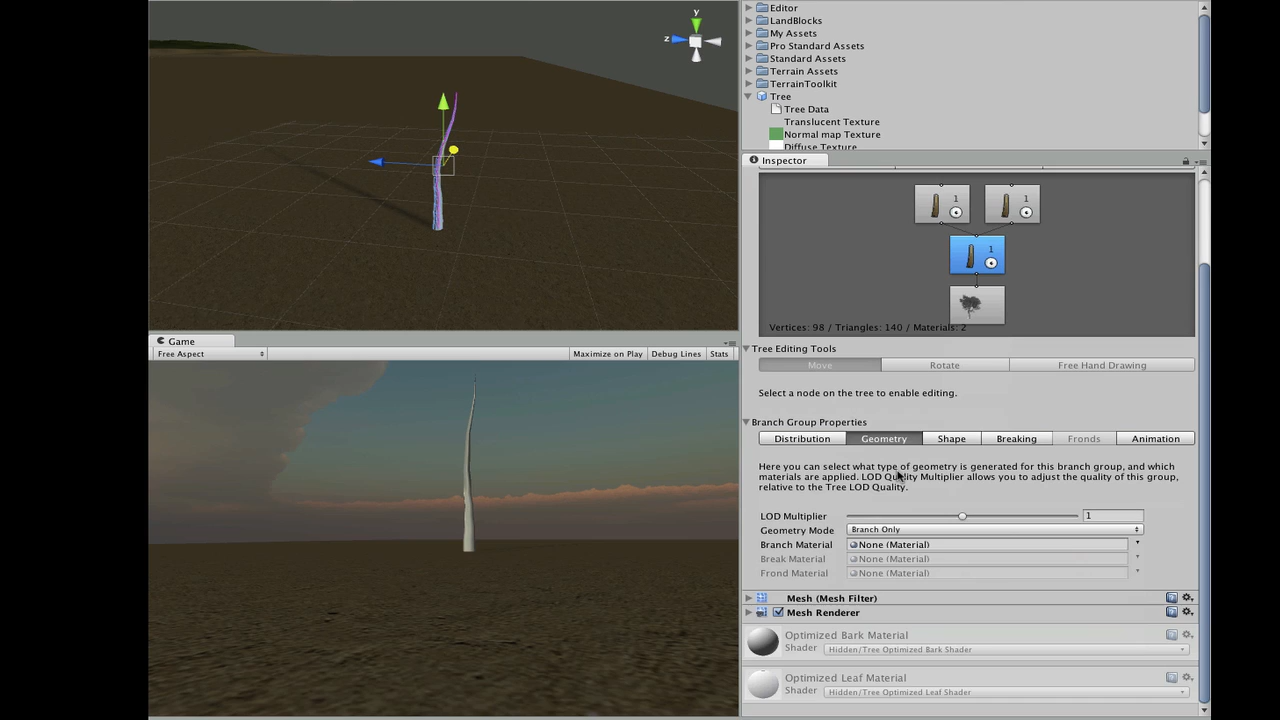 y
z
Editor
LandBlocks
My Assets
Pro Standard Assets
Standard Assets
Terrain Assets
TerrainToolkit
Tree
Tree Data
Translucent Texture
Normal map Texture
Diffuse Texture
Inspector
1
1
1
Vertices: 98 / Triangles: 140 / Materials: 2
Game
Free Aspect
Maximize on Play
Debug Lines
Stats
Tree Editing Tools
Move
Rotate
Free Hand Drawing
Select a node on the tree to enable editing.
Branch Group Properties
Distribution
Geometry
Shape
Breaking
Fronds
Animation
Here you can select what type of geometry is generated for this branch group, and which
materials are applied. LOD Quality Multiplier allows you to adjust the quality of this group,
relative to the Tree LOD Quality.
LOD Multiplier
1
Geometry Mode
Branch Only
Branch Material
None (Material)
Break Material
None (Material)
Frond Material
None (Material)
Mesh (Mesh Filter)
Mesh Renderer
Optimized Bark Material
Shader
Hidden/Tree Optimized Bark Shader
Optimized Leaf Material
Shader
Hidden/Tree Optimized Leaf Shader